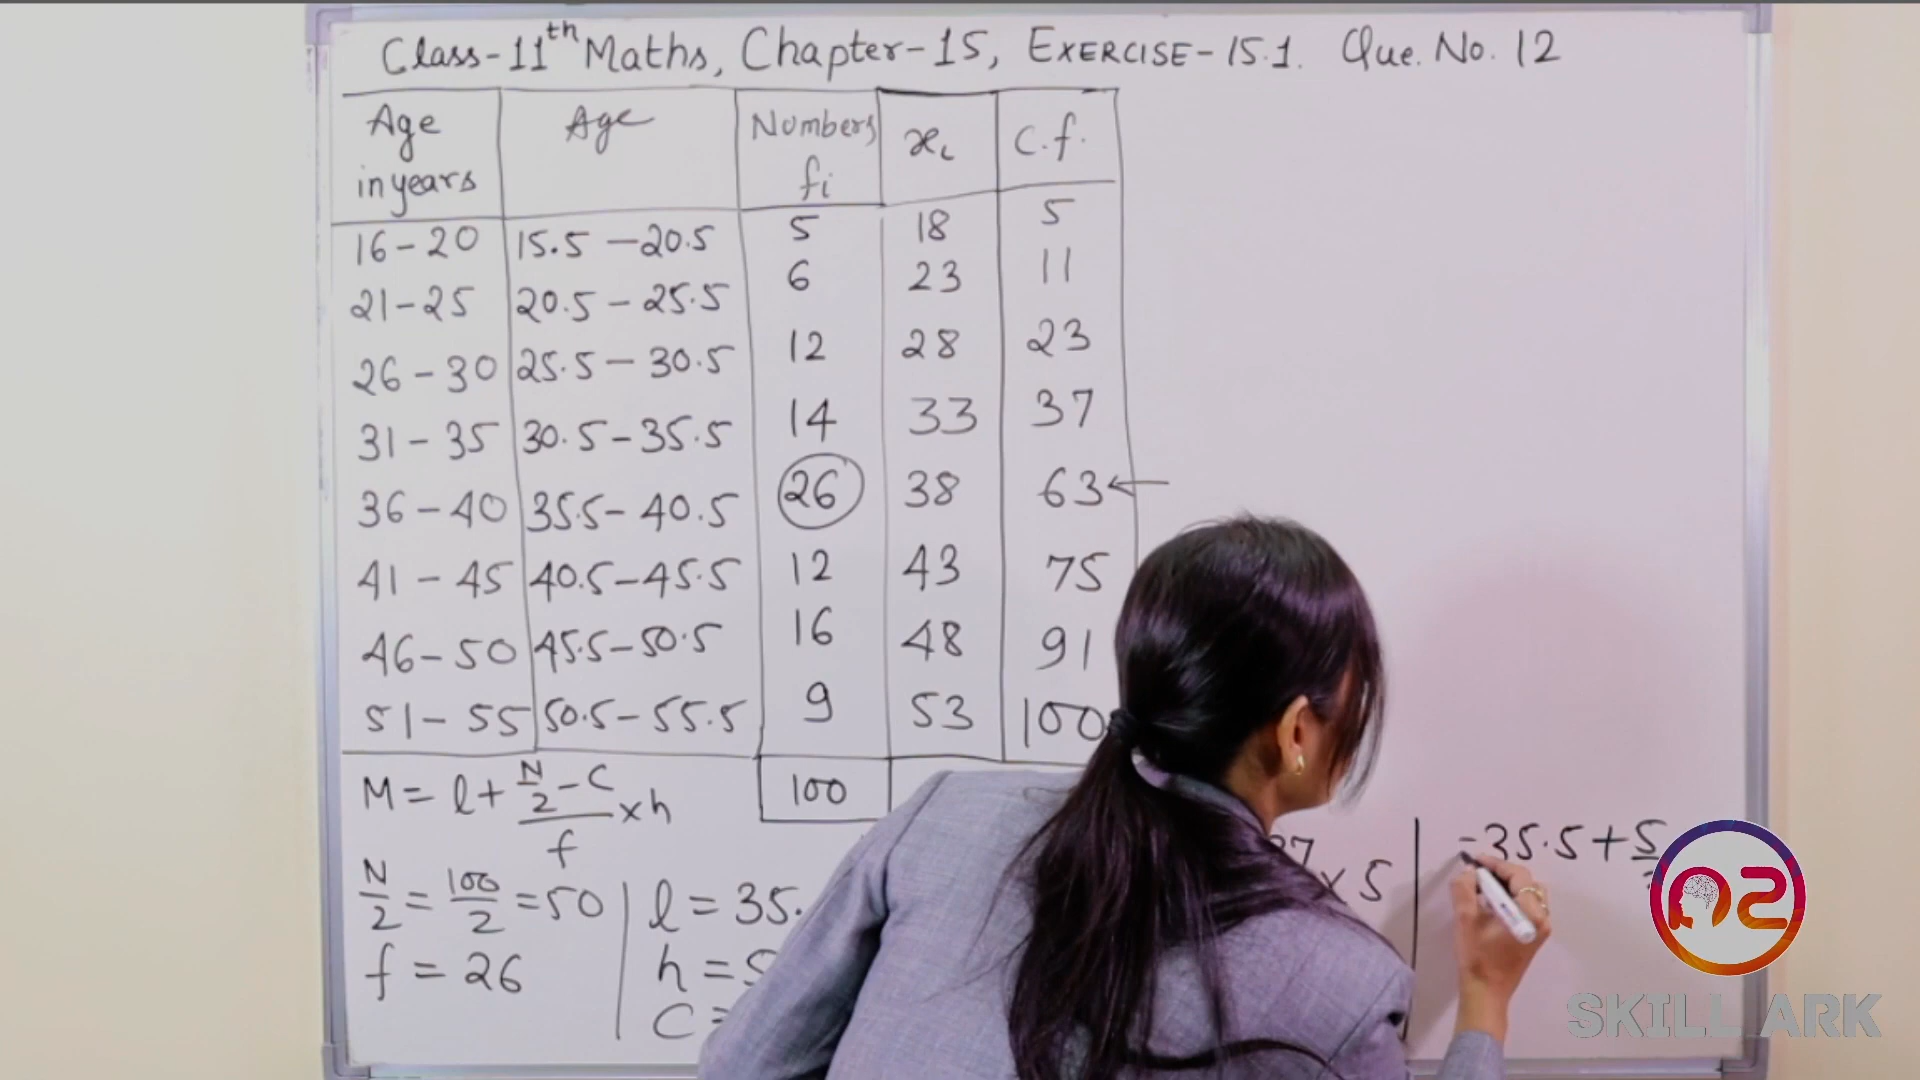 Class-11th Maths, Chapter-15, EXERCISE-15.1. Que. No. 12
Age in years Age Numbers fi xi C.f.
16-20 15.5-20.5 5 18 5
21-25 20.5-25.5 6 23 11
26-30 25.5-30.5 12 28 23
31-35 30.5-35.5 14 33 37
36-40 35.5-40.5 26 38 63←
41-45 40.5-45.5 12 43 75
46-50 45.5-50.5 16 48 91
51-55 50.5-55.5 9 53 100
100
M = l + (N/2 - C)/f × h
N/2 = 100/2 = 50
f = 26
l = 35.
h = 5
C =
37
× 5
= 35.5 + 5/
SKILL ARK